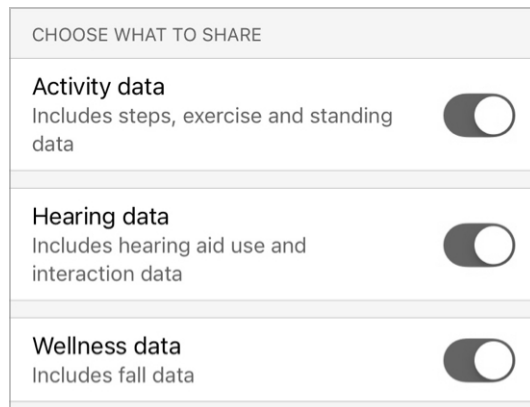 CHOOSE WHAT TO SHARE
Activity data
Includes steps, exercise and standing
data
Hearing data
Includes hearing aid use and
interaction data
Wellness data
Includes fall data